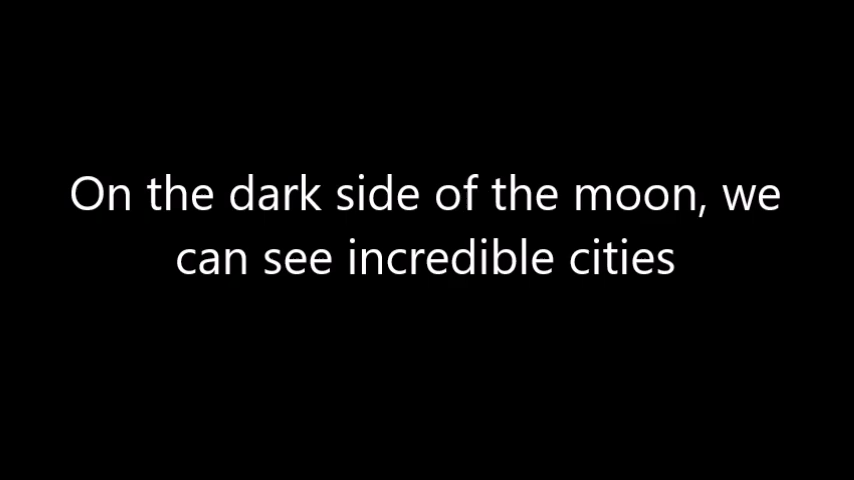 On the dark side of the moon, we
can see incredible cities